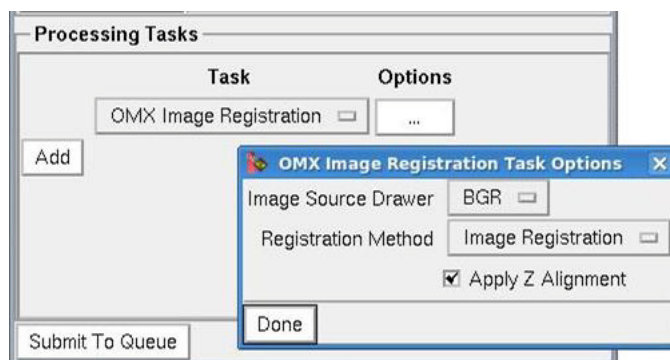 Processing Tasks
Task Options
OMX Image Registration ...
Add
OMX Image Registration Task Options
Image Source Drawer BGR
Registration Method Image Registration
Apply Z Alignment
Done
Submit To Queue